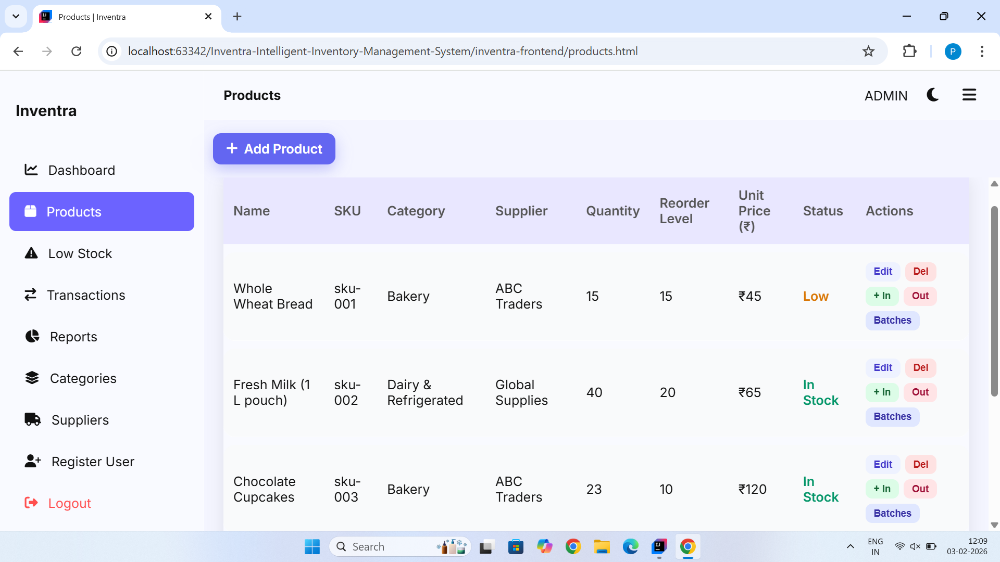 Products | Inventra
localhost:63342/Inventra-Intelligent-Inventory-Management-System/inventra-frontend/products.html
P
Inventra
Dashboard
Products
Low Stock
Transactions
Reports
Categories
Suppliers
Register User
Logout
Products
ADMIN
+ Add Product
Name SKU Category Supplier Quantity Reorder Level Unit Price (₹) Status Actions
Whole Wheat Bread sku-001 Bakery ABC Traders 15 15 ₹45 Low
Edit Del
+ In Out
Batches
Fresh Milk (1 L pouch) sku-002 Dairy & Refrigerated Global Supplies 40 20 ₹65 In Stock
Edit Del
+ In Out
Batches
Chocolate Cupcakes sku-003 Bakery ABC Traders 23 10 ₹120 In Stock
Edit Del
+ In Out
Batches
Search
ENG
IN
12:09
03-02-2026